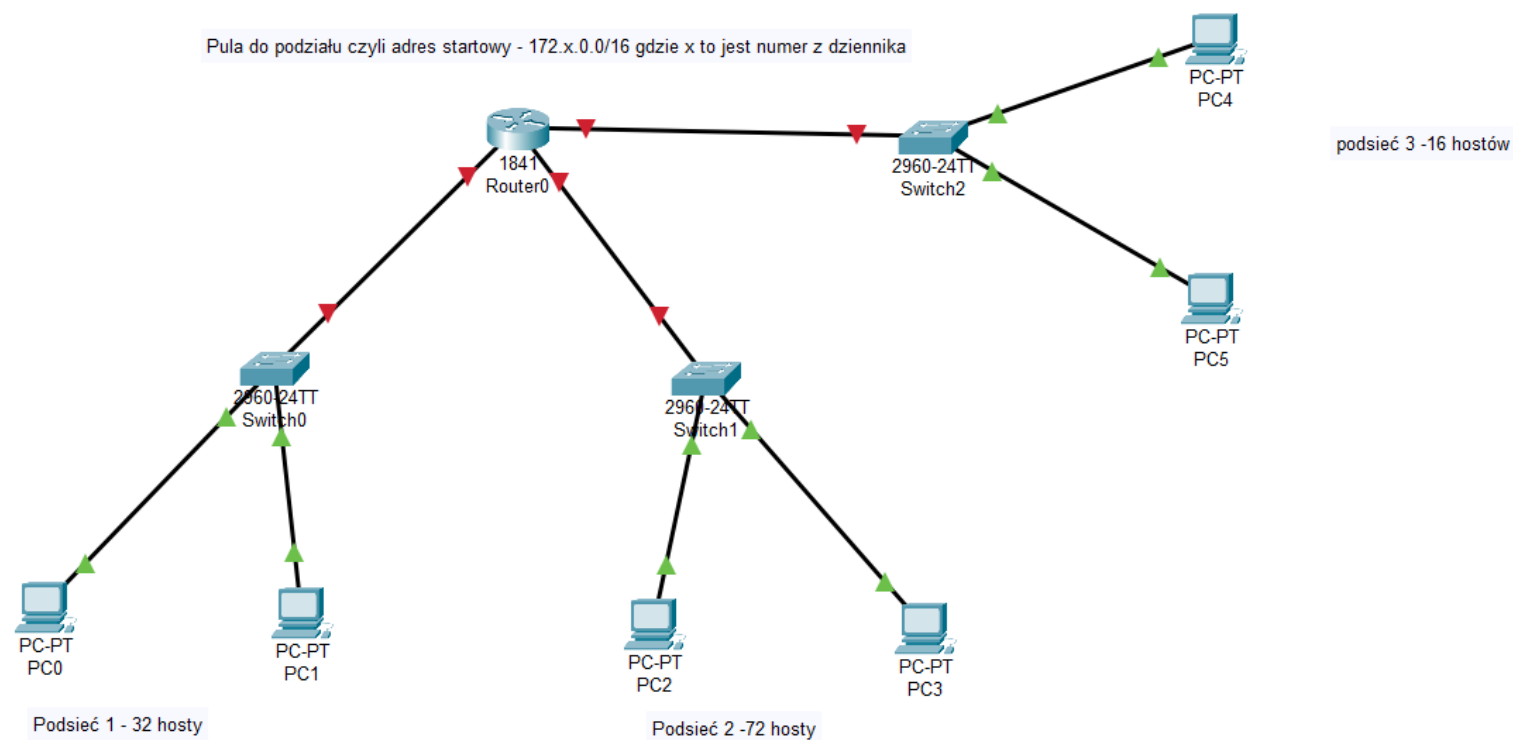 Pula do podziału czyli adres startowy - 172.x.0.0/16 gdzie x to jest numer z dziennika
PC-PT
PC4
1841
Router0
2960-24TT
Switch2
podsieć 3 -16 hostów
PC-PT
PC5
2960-24TT
Switch0
2960-24TT
Switch1
PC-PT
PC0
PC-PT
PC1
PC-PT
PC2
PC-PT
PC3
Podsieć 1 - 32 hosty
Podsieć 2 -72 hosty